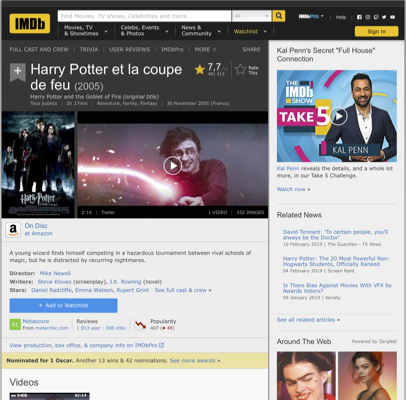 IMDb
Find Movies, TV shows, Celebrities and more...
All
IMDbPro
Help
Movies, TV & Showtimes
Celebs, Events & Photos
News & Community
Watchlist
Sign in
FULL CAST AND CREW | TRIVIA | USER REVIEWS | IMDbPro | MORE
SHARE
Harry Potter et la coupe
de feu (2005)
7,7
Rate
This
Harry Potter and the Goblet of Fire (original title)
Tous publics | 2h 37min | Adventure, Family, Fantasy | 30 November 2005 (France)
2:14 | Trailer
1 VIDEO | 332 IMAGES
On Disc
at Amazon
A young wizard finds himself competing in a hazardous tournament between rival schools
of magic, but he is distracted by recurring nightmares.
Director: Mike Newell
Writers: Steve Kloves (screenplay), J.K. Rowling (novel)
Stars: Daniel Radcliffe, Emma Watson, Rupert Grint | See full cast & crew »
+ Add to Watchlist
81
Metascore
From metacritic.com
Reviews
1 913 user | 308 critic
Popularity
407 (49)
View production, box office, & company info on IMDbPro
Nominated for 1 Oscar. Another 13 wins & 42 nominations. See more awards »
Videos
Kal Penn's Secret "Full House"
Connection
THE
IMDb
SHOW
TAKE 5
KAL PENN
Kal Penn reveals the details, and a whole lot
more, in our Take 5 Challenge.
Watch now »
Related News
David Tennant: 'To certain people, you'll
always be the Doctor'
10 February 2019 | The Guardian - TV News
Harry Potter: The 20 Most Powerful Non-
Hogwarts Students, Officially Ranked
04 February 2019 | Screen Rant
Is There Bias Against Movies With VFX by
Awards Voters?
09 January 2019 | Variety
See all related articles »
Around The Web
Powered by ZergNet